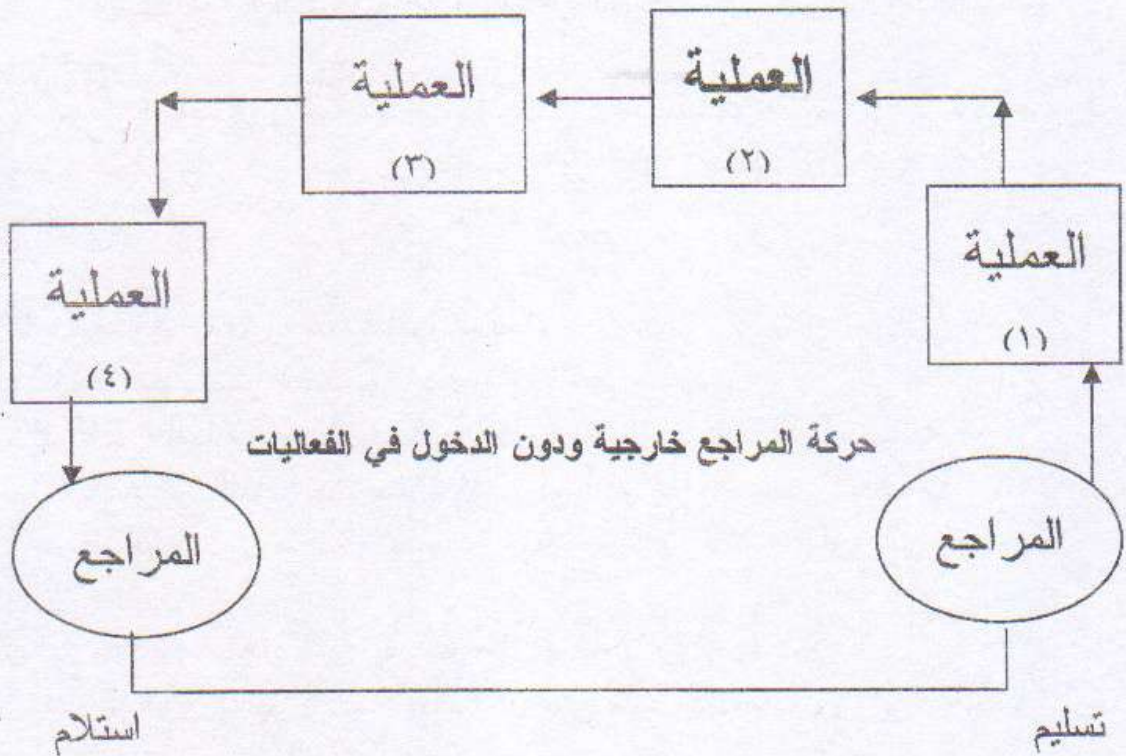 العملية
(١)
العملية
(٢)
العملية
(٣)
العملية
(٤)
حركة المراجع خارجية ودون الدخول في الفعاليات
المراجع
المراجع
تسليم
استلام